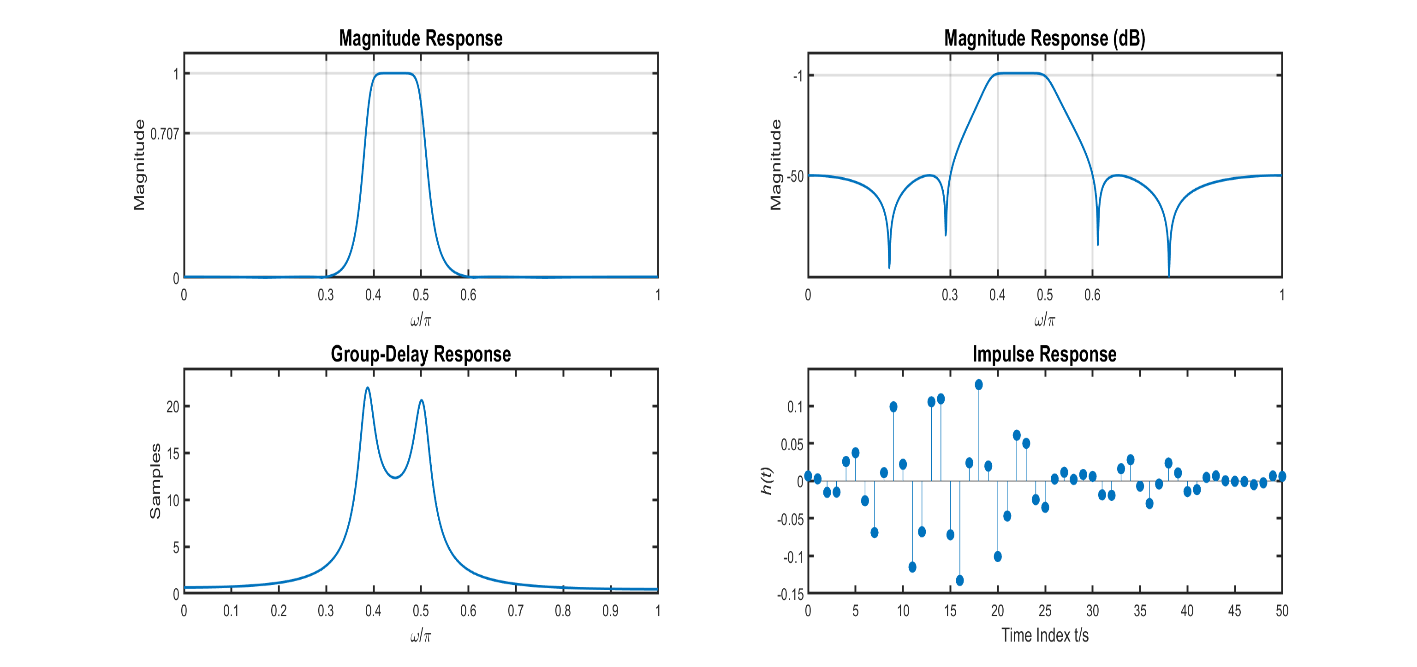 Magnitude Response
Magnitude
1
0.707
0
0 0.3 0.4 0.5 0.6 1
ω/π
Magnitude Response (dB)
Magnitude
-1
-50
0 0.3 0.4 0.5 0.6 1
ω/π
Group-Delay Response
Samples
20
15
10
5
0
0 0.1 0.2 0.3 0.4 0.5 0.6 0.7 0.8 0.9 1
ω/π
Impulse Response
h(t)
0.1
0.05
0
-0.05
-0.1
-0.15
0 5 10 15 20 25 30 35 40 45 50
Time Index t/s